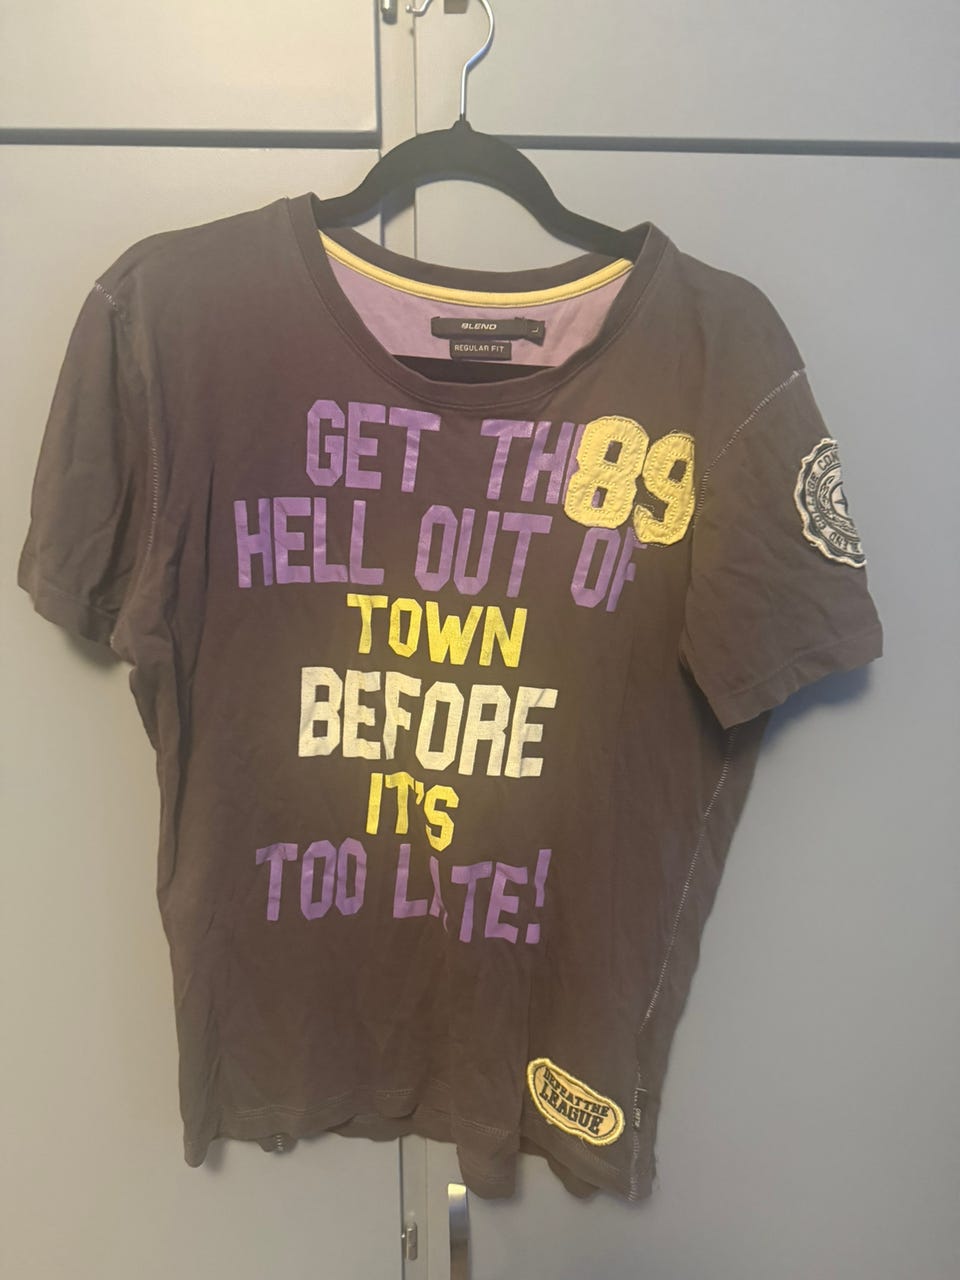 BLEND
L
REGULAR FIT
GET TH
89
HELL OUT OF
TOWN
BEFORE
IT'S
TOO LATE!
DEFEAT THE
LEAGUE